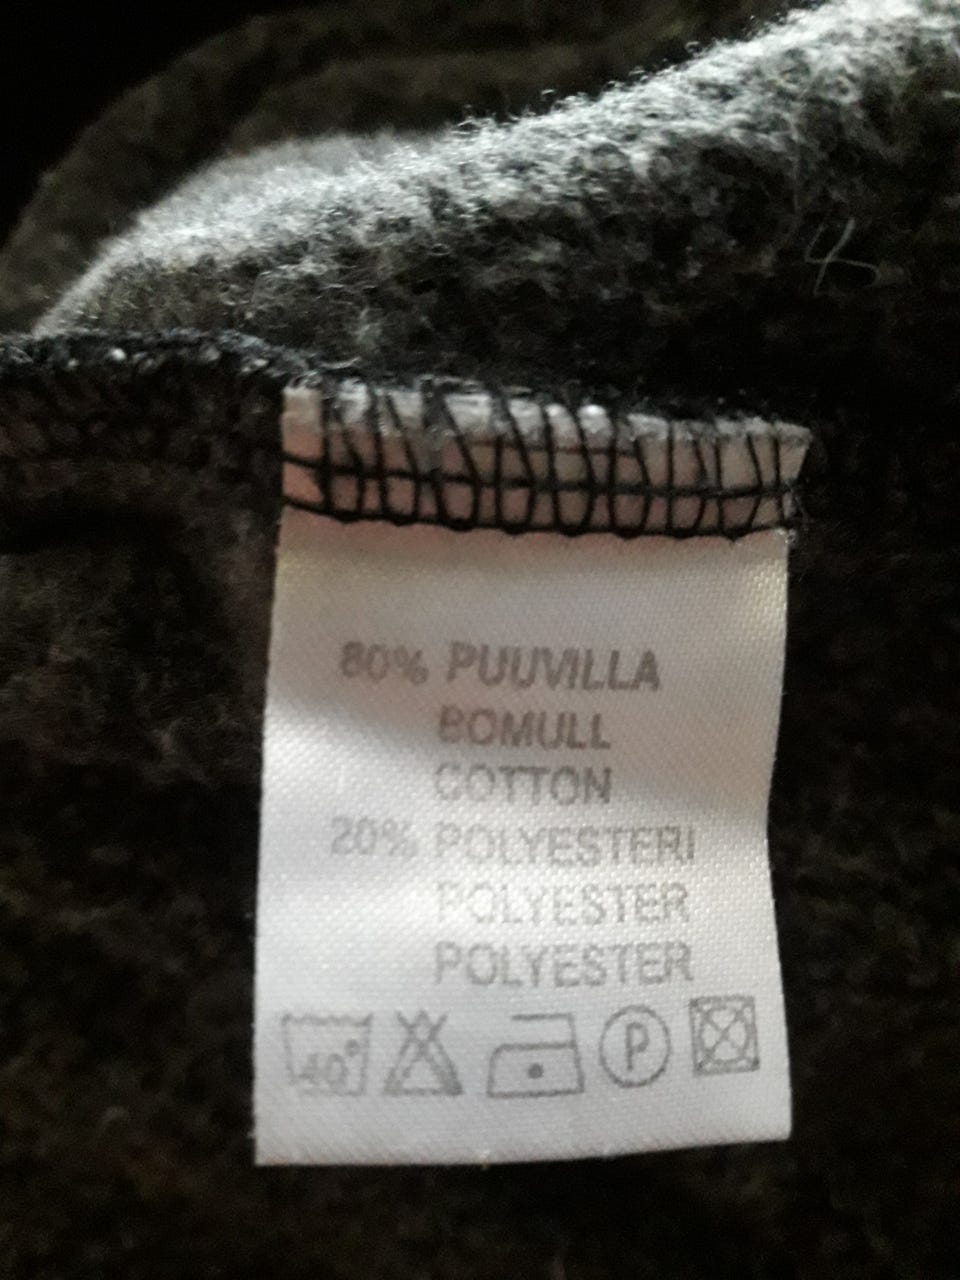 80% PUUVILLA
BOMULL
COTTON
20% POLYESTERI
POLYESTER
POLYESTER
40° P